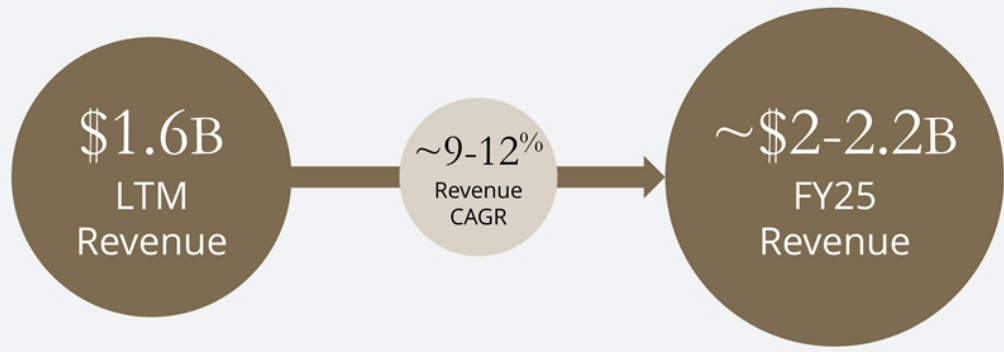 $1.6B
LTM
Revenue
~9-12%
Revenue
CAGR
~$2-2.2B
FY25
Revenue